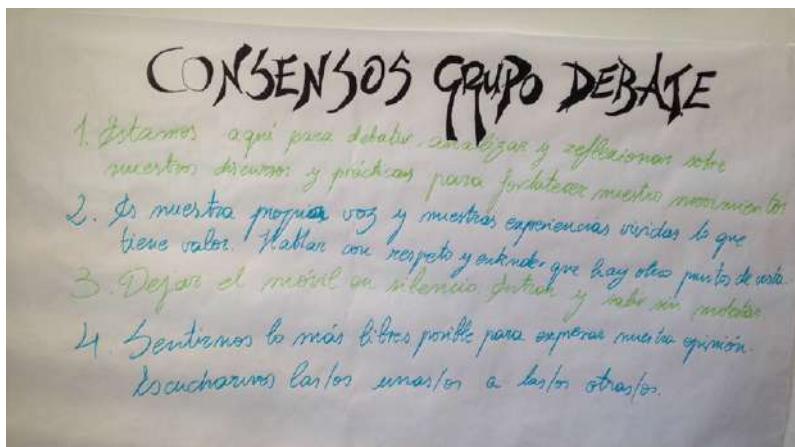 CONSENSOS GRUPO DEBATE
1. Estamos aquí para debatir, analizar y reflexionar sobre
nuestros discursos y prácticas para fortalecer nuestro movimiento
2. Es nuestra propia voz y nuestras experiencias vividas lo que
tiene valor. Hablar con respeto y entender que hay otros puntos de vista.
3. Dejar el móvil en silencio. Entrar y salir sin molestar.
4. Sentirnos lo más libres posible para expresar nuestra opinión.
Escucharnos las/os unas/os a las/os otras/os.